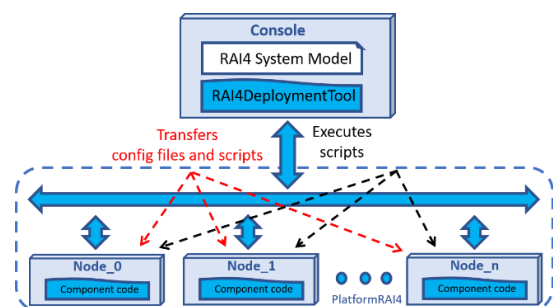 Console
RAI4 System Model
RAI4DeploymentTool
Transfers
config files and scripts
Executes
scripts
Node_0
Component code
Node_1
Component code
PlatformRAI4
Node_n
Component code